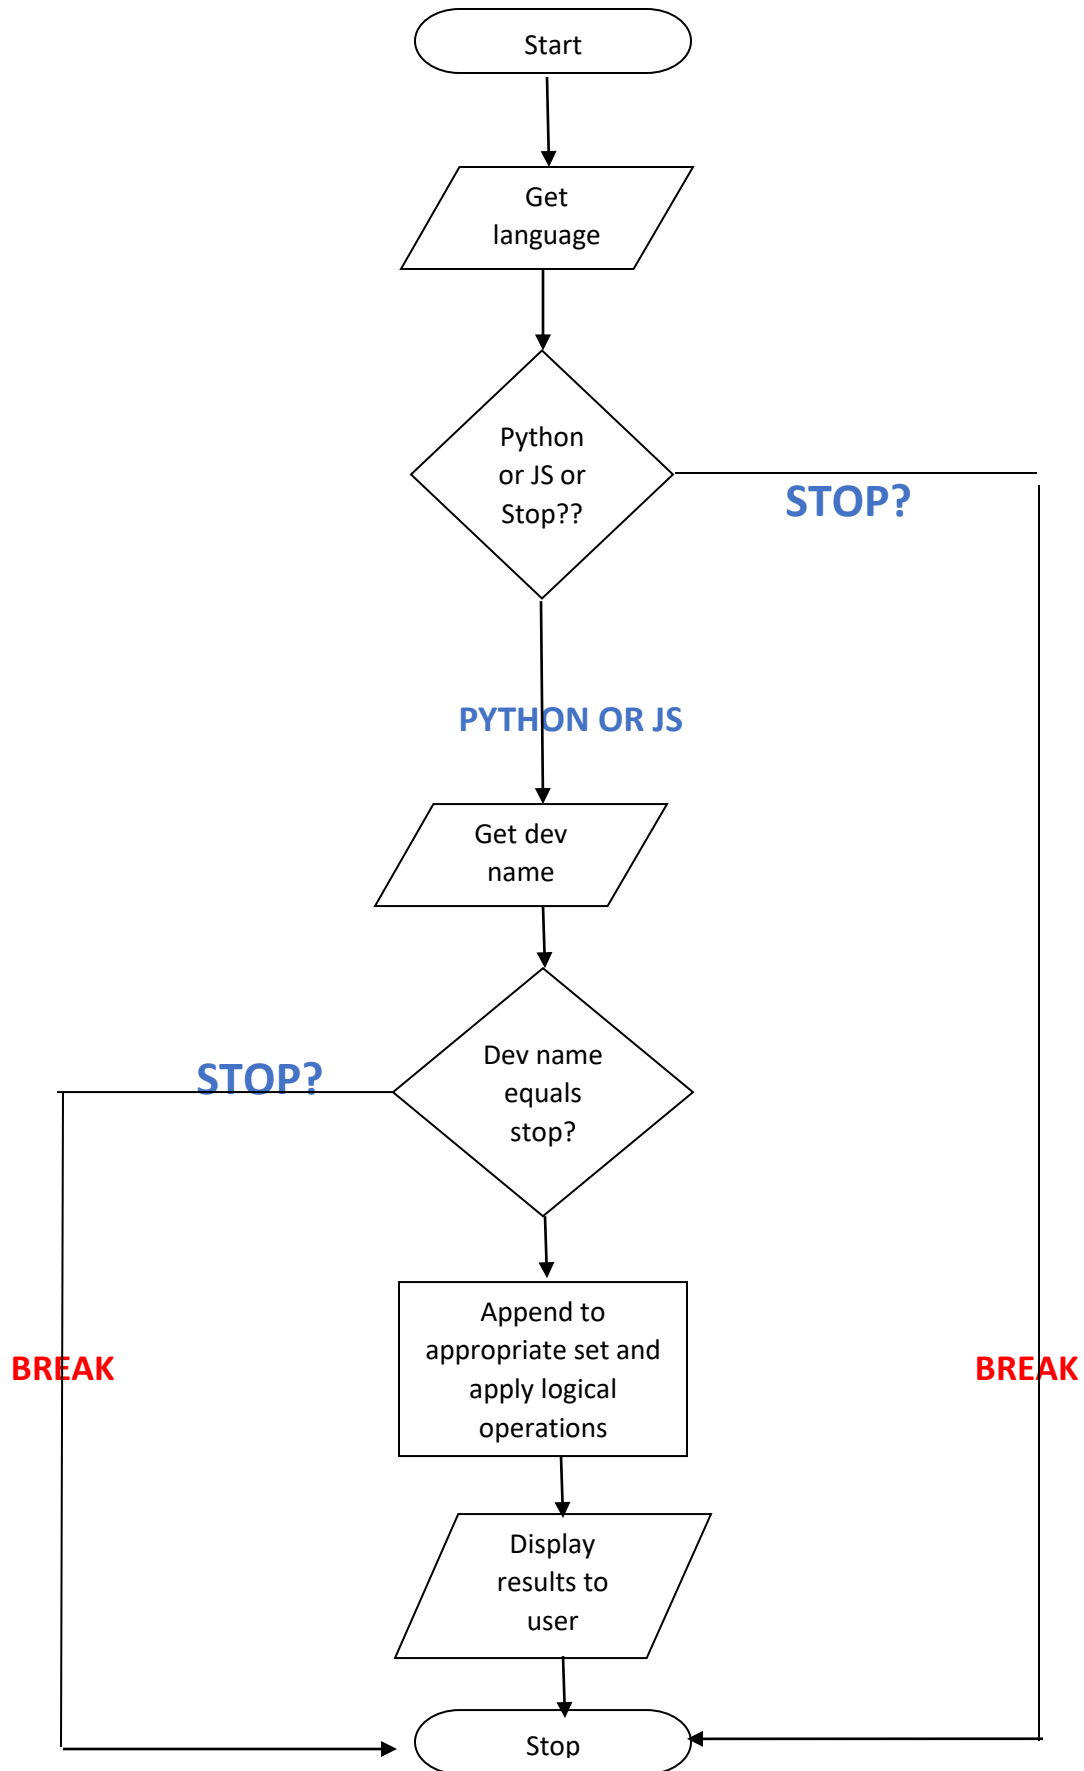 Start
Get
language
Python
or JS or
Stop??
STOP?
PYTHON OR JS
Get dev
name
Dev name
equals
stop?
STOP?
Append to
appropriate set and
apply logical
operations
BREAK
BREAK
Display
results to
user
Stop